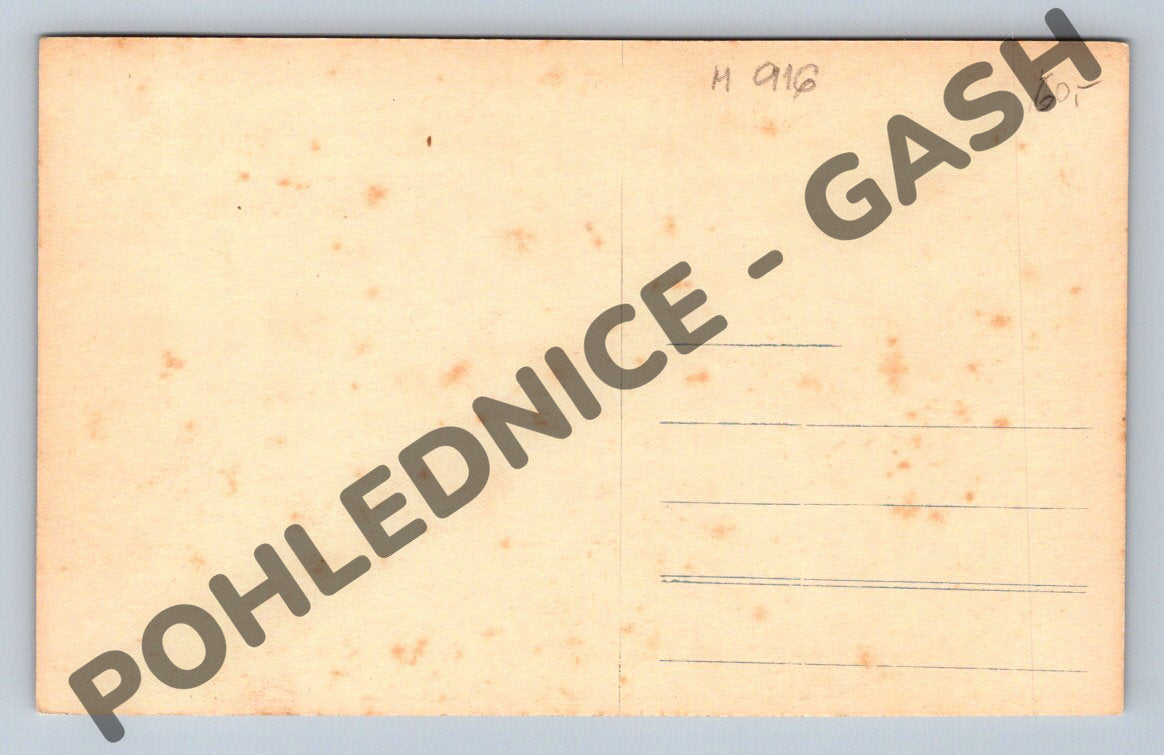 M 916
60,-
POHLEDNICE - GASH